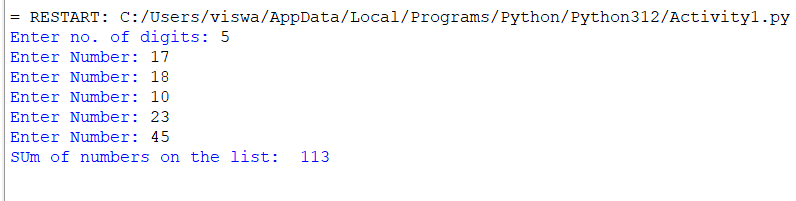 = RESTART: C:/Users/viswa/AppData/Local/Programs/Python/Python312/Activity1.py
Enter no. of digits: 5
Enter Number: 17
Enter Number: 18
Enter Number: 10
Enter Number: 23
Enter Number: 45
SUm of numbers on the list:  113